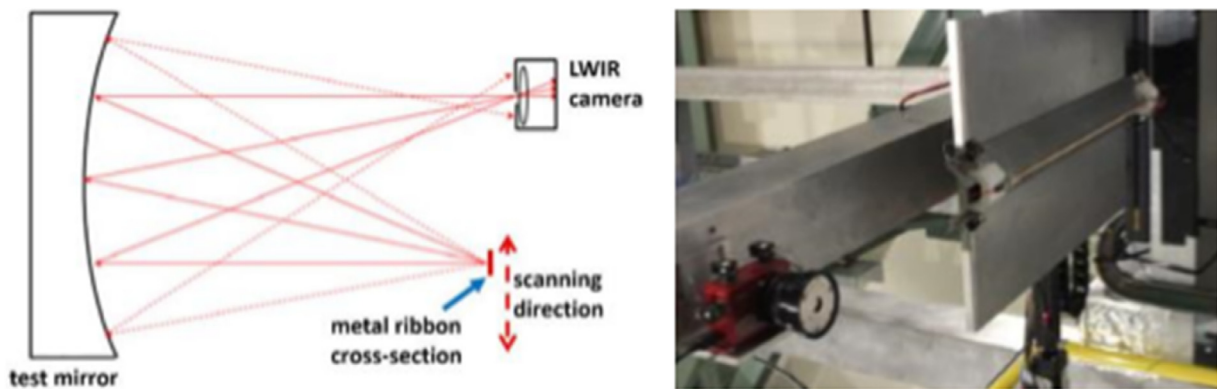 LWIR
camera
scanning
direction
metal ribbon
cross-section
test mirror